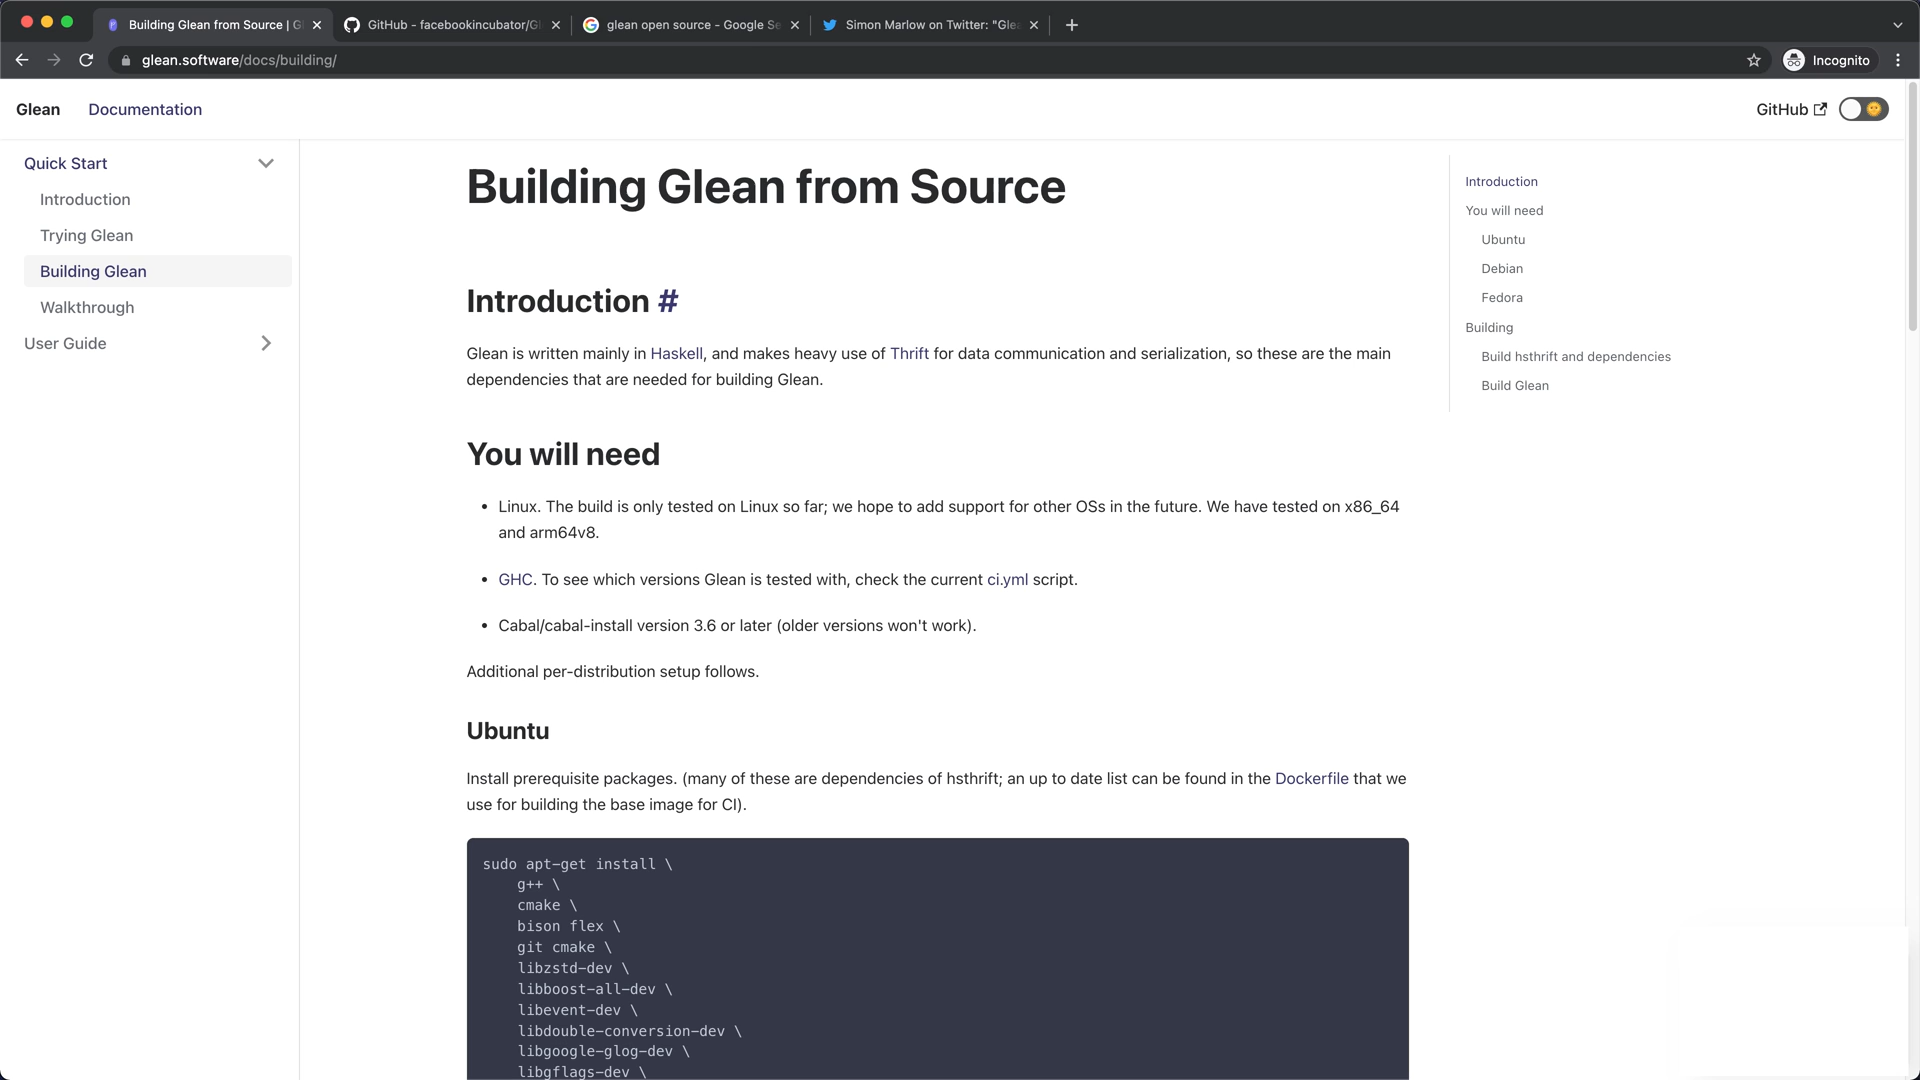 Building Glean from Source | G
GitHub - facebookincubator/Gl
glean open source - Google Se
Simon Marlow on Twitter: "Glea
glean.software/docs/building/
Incognito
Glean
Documentation
GitHub
Quick Start
Introduction
Trying Glean
Building Glean
Walkthrough
User Guide
Building Glean from Source
Introduction #
Glean is written mainly in Haskell, and makes heavy use of Thrift for data communication and serialization, so these are the main
dependencies that are needed for building Glean.
You will need
• Linux. The build is only tested on Linux so far; we hope to add support for other OSs in the future. We have tested on x86_64
and arm64v8.
• GHC. To see which versions Glean is tested with, check the current ci.yml script.
• Cabal/cabal-install version 3.6 or later (older versions won't work).
Additional per-distribution setup follows.
Ubuntu
Install prerequisite packages. (many of these are dependencies of hsthrift; an up to date list can be found in the Dockerfile that we
use for building the base image for CI).
sudo apt-get install \
g++ \
cmake \
bison flex \
git cmake \
libzstd-dev \
libboost-all-dev \
libevent-dev \
libdouble-conversion-dev \
libgoogle-glog-dev \
libgflags-dev \
Introduction
You will need
Ubuntu
Debian
Fedora
Building
Build hsthrift and dependencies
Build Glean